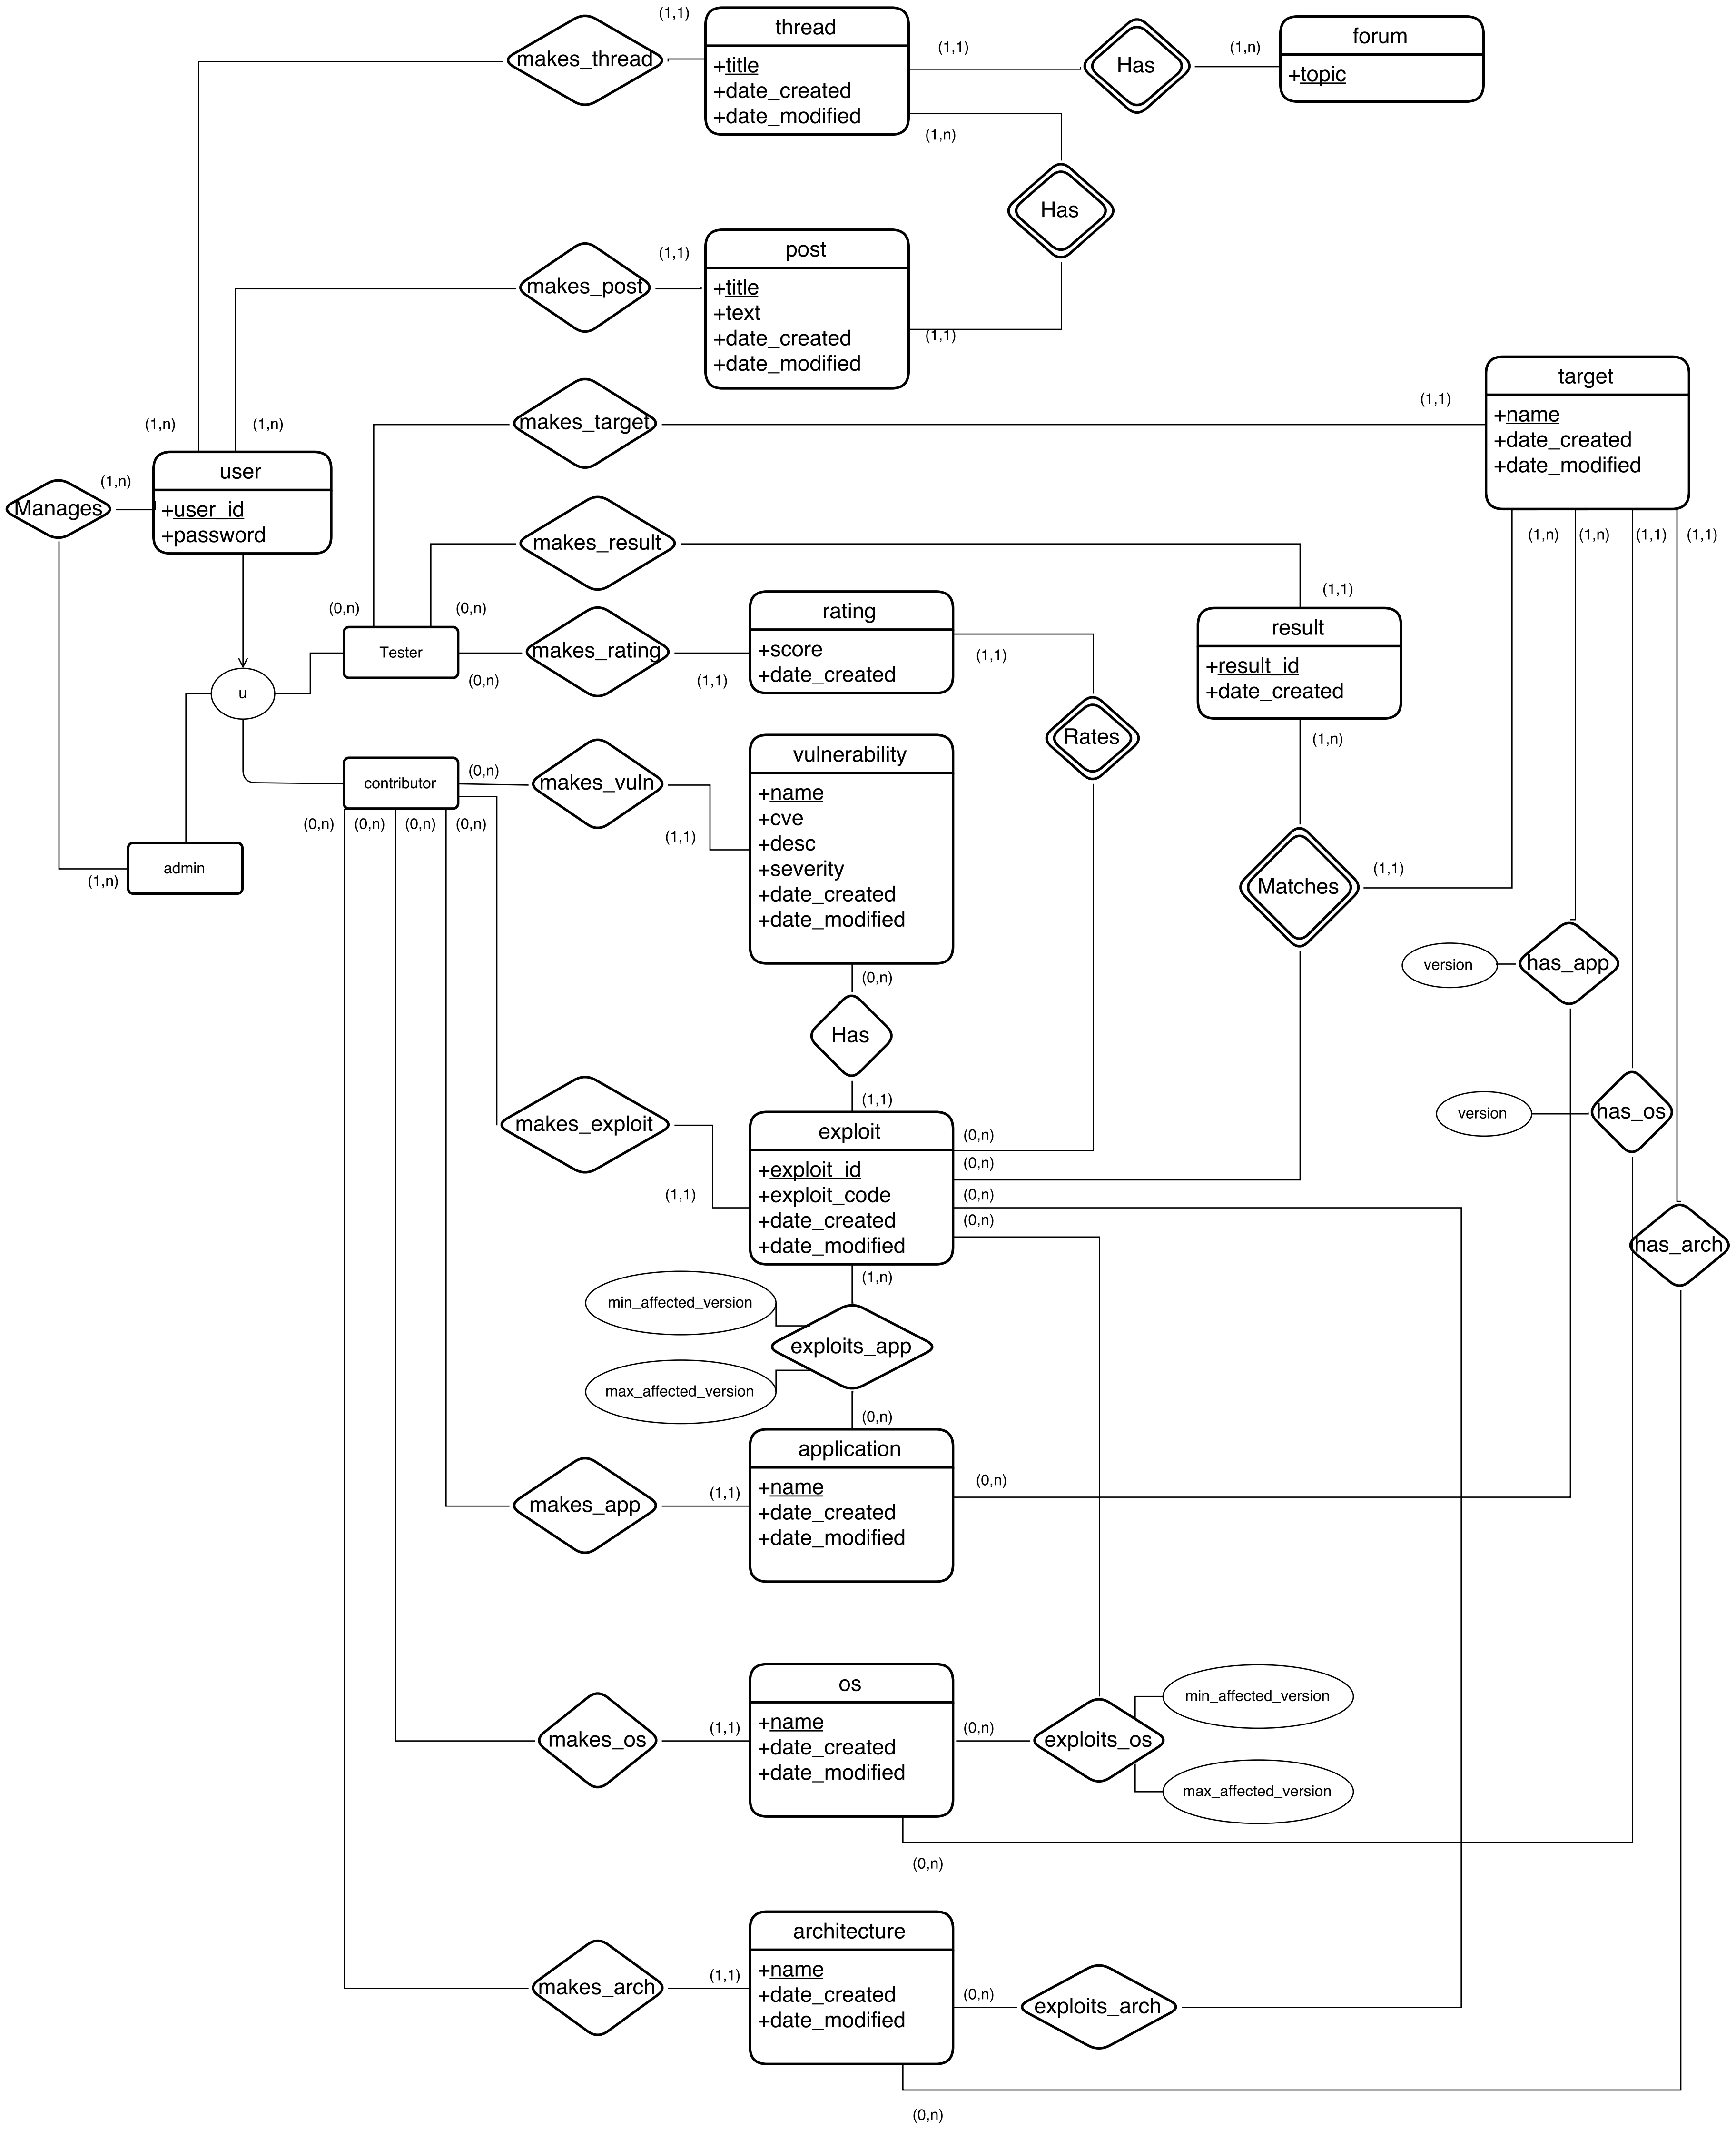 (1,1)
thread
forum
makes_thread
+title
+date_created
+date_modified
(1,1)
Has
(1,n)
+topic
(1,n)
Has
post
(1,1)
makes_post
+title
+text
+date_created
+date_modified
(1,1)
target
makes_target
(1,1)
+name
+date_created
+date_modified
(1,n)
(1,n)
user
Manages
(1,n)
+user_id
+password
makes_result
(1,n)
(1,n)
(1,1)
(1,1)
(0,n)
(0,n)
rating
(1,1)
result
Tester
makes_rating
+score
+date_created
(1,1)
+result_id
+date_created
(0,n)
(1,1)
u
Rates
(1,n)
vulnerability
contributor
(0,n)
makes_vuln
+name
+cve
+desc
+severity
+date_created
+date_modified
(0,n)
(0,n)
(0,n)
(0,n)
(1,1)
admin
(1,n)
Matches
(1,1)
version
has_app
(0,n)
Has
(1,1)
makes_exploit
exploit
(0,n)
(0,n)
(0,n)
(0,n)
+exploit_id
+exploit_code
+date_created
+date_modified
(1,1)
version
has_os
has_arch
(1,n)
min_affected_version
exploits_app
max_affected_version
(0,n)
application
makes_app
(1,1)
+name
+date_created
+date_modified
(0,n)
os
makes_os
(1,1)
+name
+date_created
+date_modified
(0,n)
exploits_os
min_affected_version
max_affected_version
(0,n)
architecture
makes_arch
(1,1)
+name
+date_created
+date_modified
(0,n)
exploits_arch
(0,n)